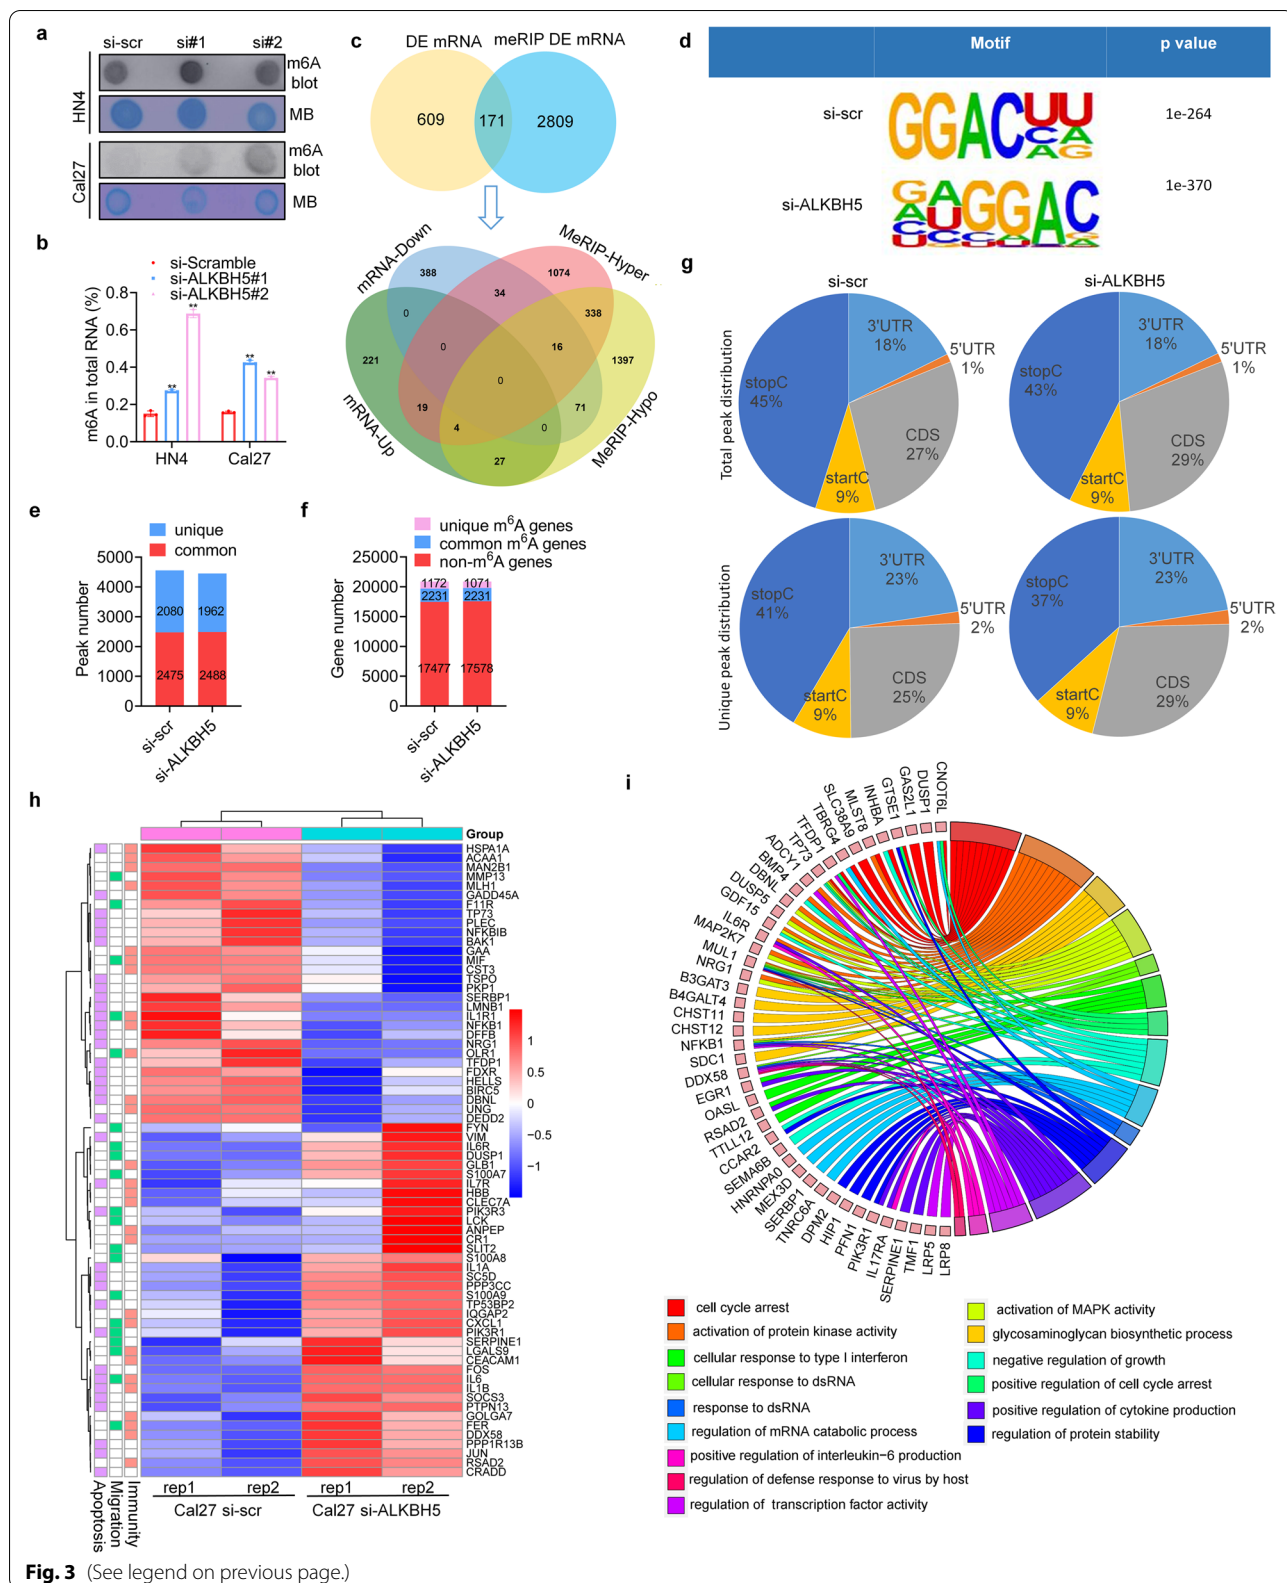 a
si-scr si#1 si#2
HN4
m6A blot
MB
Cal27
m6A blot
MB
b
si-Scramble
si-ALKBH5#1
si-ALKBH5#2
m6A in total RNA (%)
0.8
0.6
0.4
0.2
0.0
** ** ** **
HN4 Cal27
c
DE mRNA meRIP DE mRNA
609 171 2809
mRNA-Down MeRIP-Hyper
mRNA-Up MeRIP-Hypo
388 1074
34
0 338
0 16
221 1397
0
19 71
4 0
27
d
Motif p value
si-scr GGACUU 1e-264
CA
AG
si-ALKBH5 GAGGAC 1e-370
e
unique
common
Peak number
5000
4000
3000
2000
1000
0
2080 1962
2475 2488
si-scr si-ALKBH5
f
unique m6A genes
common m6A genes
non-m6A genes
Gene number
25000
20000
15000
10000
5000
0
1172 1071
2231 2231
17477 17578
si-scr si-ALKBH5
g
si-scr si-ALKBH5
Total peak distribution
3'UTR 18%
5'UTR 1%
CDS 27%
startC 9%
stopC 45%
3'UTR 18%
5'UTR 1%
CDS 29%
startC 9%
stopC 43%
Unique peak distribution
3'UTR 23%
5'UTR 2%
CDS 25%
startC 9%
stopC 41%
3'UTR 23%
5'UTR 2%
CDS 29%
startC 9%
stopC 37%
h
Group
HSPA1A
ACAA1
MAN2B1
MMP13
MLH1
GADD45A
F11R
TP73
PLEC
NFKBIB
BAK1
GAA
MIF
CST3
TSPO
PKP1
SERBP1
LMNB1
IL1R1
NFKB1
DFFB
NRG1
OLR1
TFDP1
FDXR
HELLS
BIRC5
DBNL
UNG
DEDD2
FYN
VIM
IL6R
DUSP1
GLB1
S100A7
IL7R
HBB
CLEC7A
PIK3R3
LCK
ANPEP
CR1
SLIT2
S100A8
IL1A
SC5D
PPP3CC
S100A9
TP53BP2
IQGAP2
CXCL1
PIK3R1
SERPINE1
LGALS9
CEACAM1
FOS
IL6
IL1B
SOCS3
PTPN13
GOLGA7
FER
DDX58
PPP1R13B
JUN
RSAD2
CRADD
1
0.5
0
−0.5
−1
Apoptosis
Migration
Immunity
rep1 rep2 rep1 rep2
Cal27 si-scr Cal27 si-ALKBH5
i
CNOT6L
DUSP1
GAS2L1
GTSE1
INHBA
MLST8
SLC38A9
TBRG4
TFDP1
TP73
ADCY1
BMP4
DBNL
DUSP5
GDF15
IL6R
MAP2K7
MUL1
NRG1
B3GAT3
B4GALT4
CHST11
CHST12
NFKB1
SDC1
DDX58
EGR1
OASL
RSAD2
TTLL12
CCAR2
SEMA6B
HNRNPA0
MEX3D
SERBP1
TNRC6A
DPM2
HIP1
PFN1
PIK3R1
IL17RA
SERPINE1
TMF1
LRP5
LRP8
cell cycle arrest
activation of protein kinase activity
cellular response to type I interferon
cellular response to dsRNA
response to dsRNA
regulation of mRNA catabolic process
positive regulation of interleukin−6 production
regulation of defense response to virus by host
regulation of transcription factor activity
activation of MAPK activity
glycosaminoglycan biosynthetic process
negative regulation of growth
positive regulation of cell cycle arrest
positive regulation of cytokine production
regulation of protein stability
Fig. 3 (See legend on previous page.)